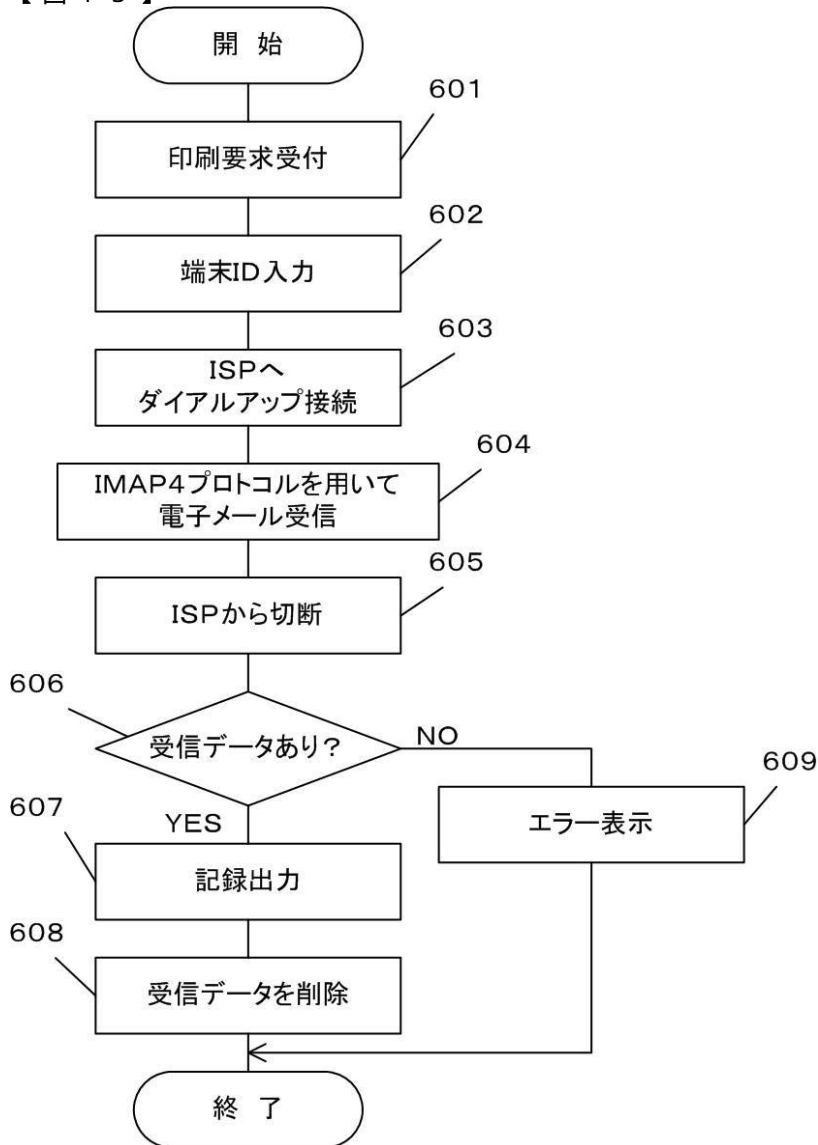 開 始
601
印刷要求受付
602
端末ID入力
603
ISPへ
ダイアルアップ接続
604
IMAP4プロトコルを用いて
電子メール受信
605
ISPから切断
606
受信データあり?
NO
609
エラー表示
YES
607
記録出力
608
受信データを削除
終 了